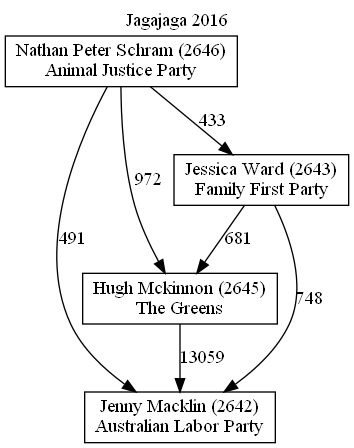 Jagajaga 2016
Nathan Peter Schram (2646)
Animal Justice Party
433
Jessica Ward (2643)
Family First Party
972
491
681
Hugh Mckinnon (2645)
The Greens
748
13059
Jenny Macklin (2642)
Australian Labor Party